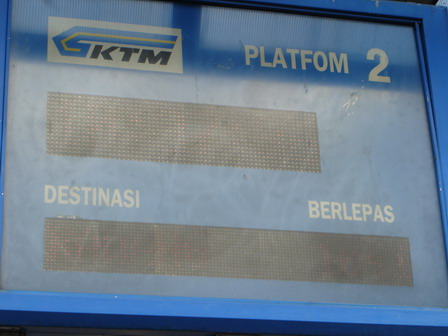 KTM
PLATFOM 2
DESTINASI BERLEPAS